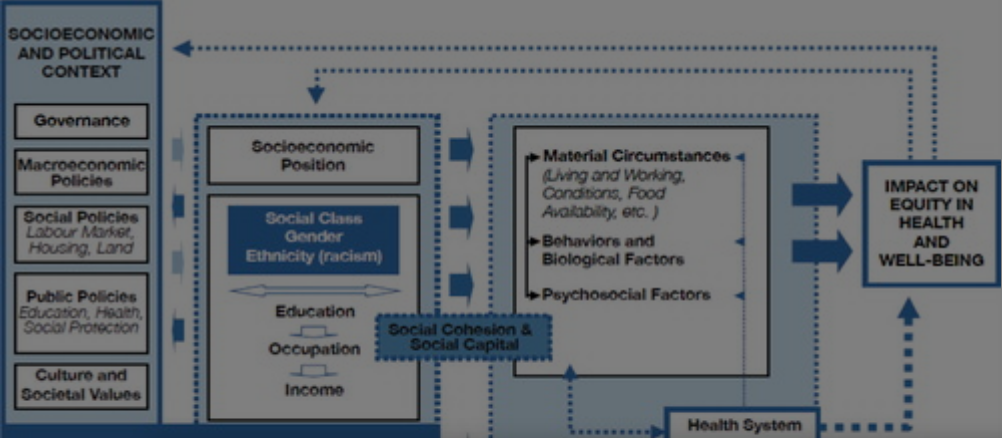 SOCIOECONOMIC
AND POLITICAL
CONTEXT
Governance
Macroeconomic
Policies
Social Policies
Labour Market,
Housing, Land
Public Policies
Education, Health,
Social Protection
Culture and
Societal Values
Socioeconomic
Position
Social Class
Gender
Ethnicity (racism)
Education
Occupation
Income
Social Cohesion &
Social Capital
Material Circumstances
(Living and Working,
Conditions, Food
Availability, etc. )
Behaviors and
Biological Factors
Psychosocial Factors
Health System
IMPACT ON
EQUITY IN
HEALTH
AND
WELL-BEING